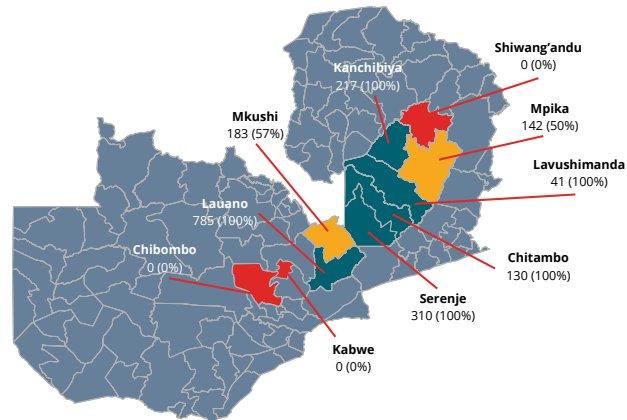 Shiwang'andu
0 (0%)
Kanchibiya
217 (100%)
Mpika
142 (50%)
Mkushi
183 (57%)
Lavushimanda
41 (100%)
Lauano
785 (100%)
Chibombo
0 (0%)
Chitambo
130 (100%)
Serenje
310 (100%)
Kabwe
0 (0%)